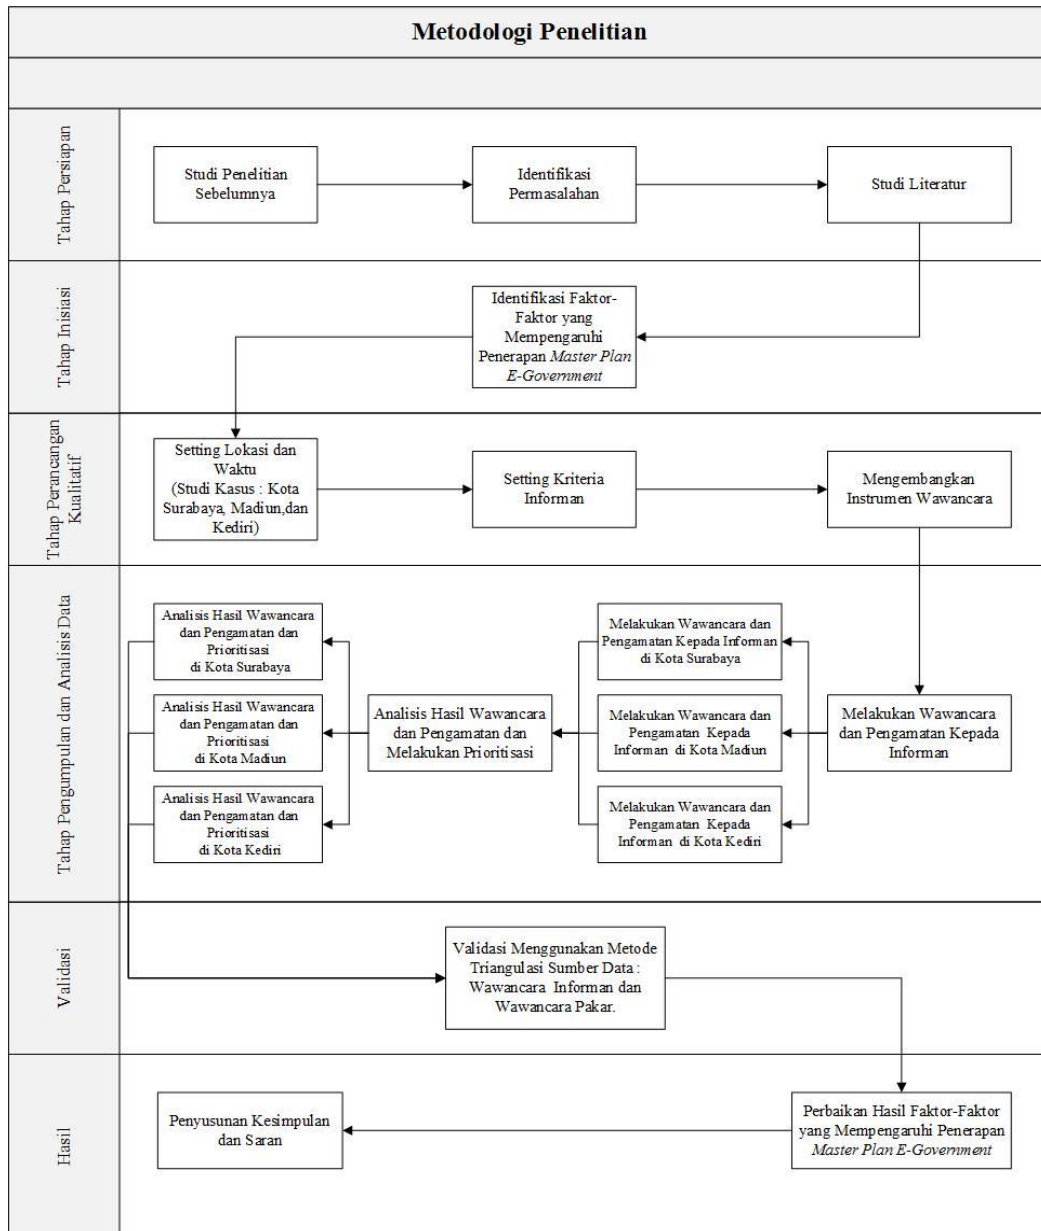 Metodologi Penelitian
Tahap Persiapan
Studi Penelitian
Sebelumnya
Identifikasi
Permasalahan
Studi Literatur
Tahap Inisiasi
Identifikasi Faktor-
Faktor yang
Mempengaruhi
Penerapan Master Plan
E-Government
Tahap Perancangan
Kualitatif
Setting Lokasi dan
Waktu
(Studi Kasus : Kota
Surabaya, Madiun,dan
Kediri)
Setting Kriteria
Informan
Mengembangkan
Instrumen Wawancara
Tahap Pengumpulan dan Analisis Data
Melakukan Wawancara
dan Pengamatan Kepada
Informan
Melakukan Wawancara dan
Pengamatan Kepada Informan
di Kota Surabaya
Melakukan Wawancara dan
Pengamatan Kepada
Informan di Kota Madiun
Melakukan Wawancara dan
Pengamatan Kepada
Informan di Kota Kediri
Analisis Hasil Wawancara
dan Pengamatan dan
Melakukan Prioritisasi
Analisis Hasil Wawancara
dan Pengamatan dan
Prioritisasi
di Kota Surabaya
Analisis Hasil Wawancara
dan Pengamatan dan
Prioritisasi
di Kota Madiun
Analisis Hasil Wawancara
dan Pengamatan dan
Prioritisasi
di Kota Kediri
Validasi
Validasi Menggunakan Metode
Triangulasi Sumber Data :
Wawancara Informan dan
Wawancara Pakar.
Hasil
Perbaikan Hasil Faktor-Faktor
yang Mempengaruhi Penerapan
Master Plan E-Government
Penyusunan Kesimpulan
dan Saran